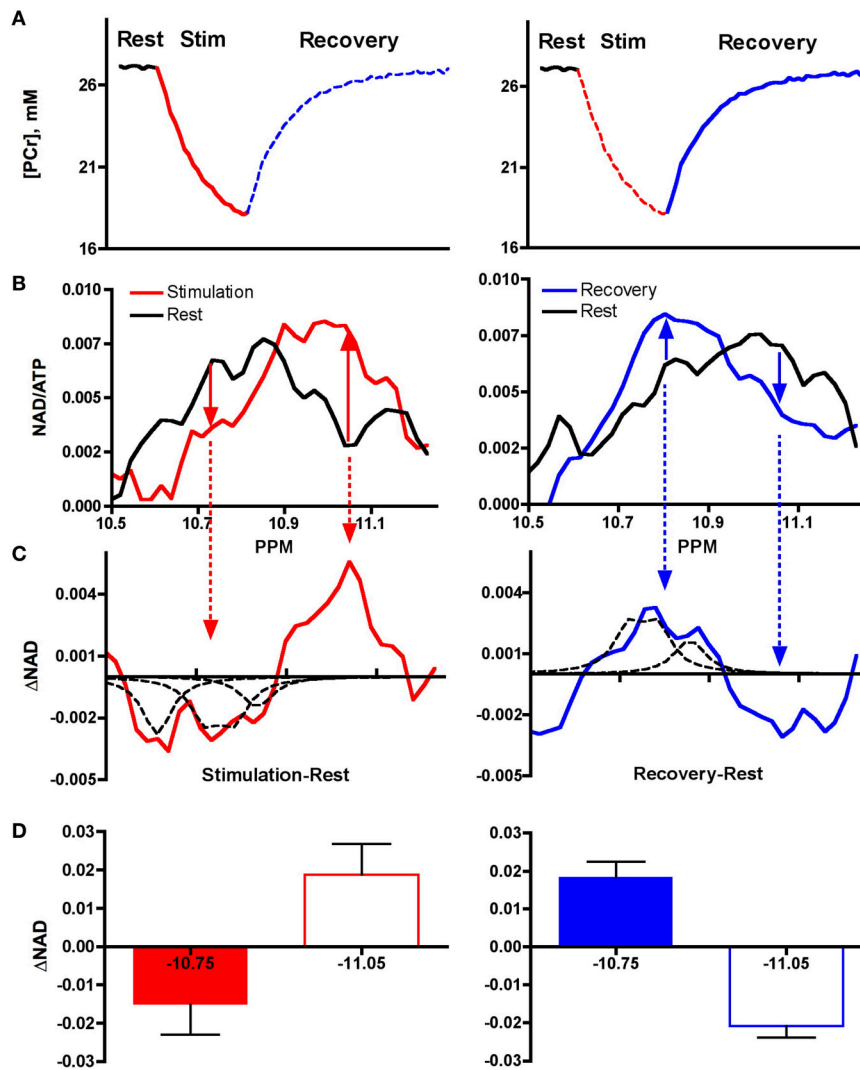 A
Rest Stim Recovery
26
21
16
[PCr], mM
Rest Stim Recovery
26
21
16
B
0.010
0.007
0.005
0.002
0.000
NAD/ATP
Stimulation
Rest
10.5 10.7 10.9 11.1
PPM
0.010
0.007
0.005
0.002
0.000
Recovery
Rest
10.5 10.7 10.9 11.1
PPM
C
0.004
0.001
-0.002
-0.005
ΔNAD
Stimulation-Rest
0.004
0.001
-0.002
-0.005
Recovery-Rest
D
0.03
0.02
0.01
0.00
-0.01
-0.02
-0.03
ΔNAD
-10.75 -11.05
0.03
0.02
0.01
0.00
-0.01
-0.02
-0.03
-10.75 -11.05